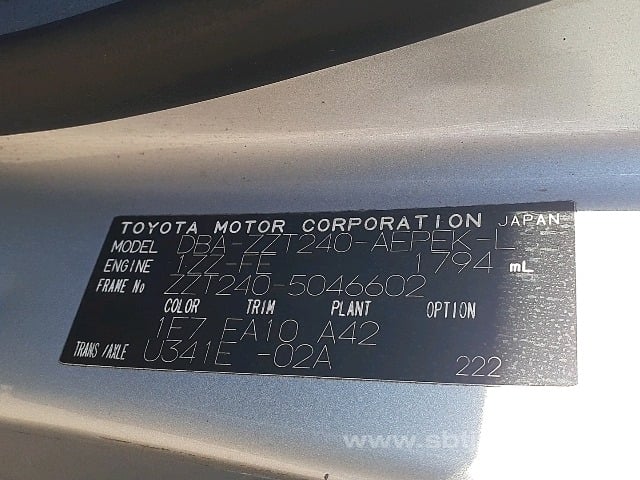 TOYOTA MOTOR CORPORATION JAPAN
MODEL DBA-ZZT240-AEPEK-L
ENGINE 1ZZ-FE 1794 mL
FRAME No ZZT240-5046602
COLOR TRIM PLANT OPTION
1E7 EA10 A42
TRANS/AXLE U341E -02A
222